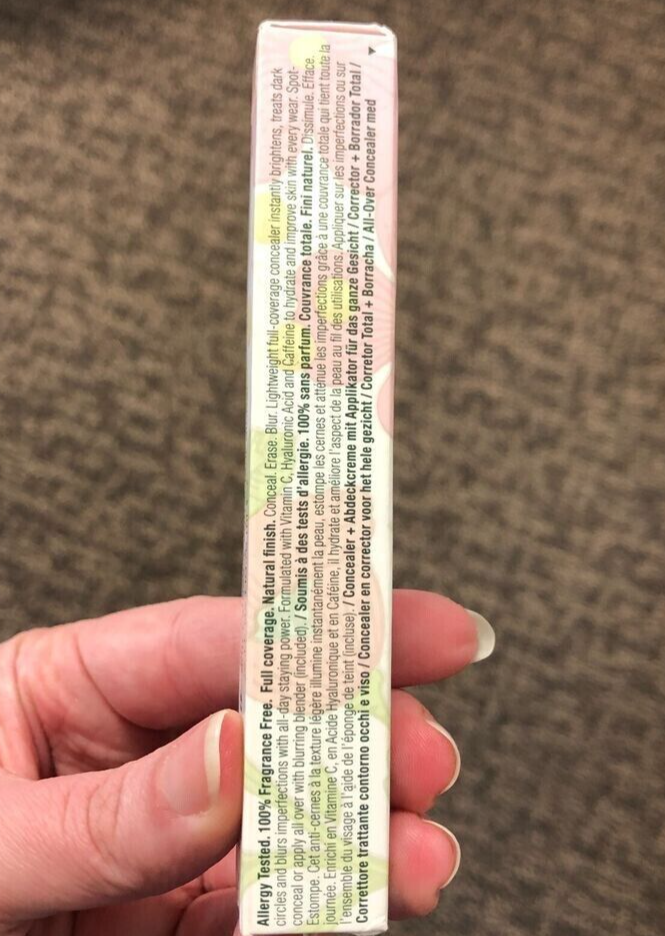 Allergy Tested. 100% Fragrance Free. Full coverage. Natural finish. Conceal. Erase. Blur. Lightweight full-coverage concealer instantly brightens, treats dark
circles and blurs imperfections with all-day staying power. Formulated with Vitamin C, Hyaluronic Acid and Caffeine to hydrate and improve skin with every wear. Spot-
conceal or apply all over with blurring blender (included). / Soumis à des tests d'allergie. 100% sans parfum. Couvrance totale. Fini naturel. Dissimule. Efface.
Estompe. Cet anti-cernes à la texture légère illumine instantanément la peau, estompe les cernes et atténue les imperfections grâce à une couvrance totale qui tient toute la
journée. Enrichi en Vitamine C, en Acide Hyaluronique et en Caféine, il hydrate et améliore l'aspect de la peau au fil des utilisations. Appliquer sur les imperfections ou sur
l'ensemble du visage à l'aide de l'éponge de teint (incluse). / Concealer + Abdeckcreme mit Applikator für das ganze Gesicht / Corrector + Borrador Total /
Correttore trattante contorno occhi e viso / Concealer en corrector voor het hele gezicht / Corretor Total + Borracha / All-Over Concealer med